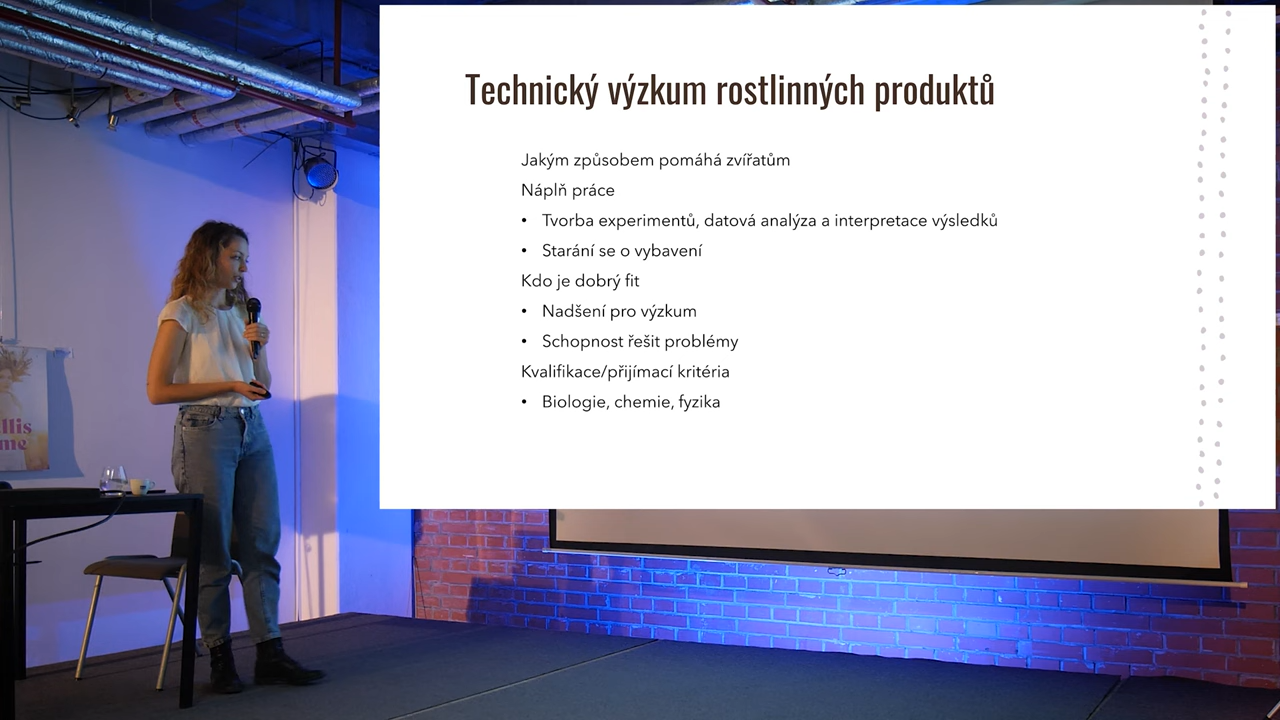 Technický výzkum rostlinných produktů
Jakým způsobem pomáhá zvířatům
Náplň práce
• Tvorba experimentů, datová analýza a interpretace výsledků
• Starání se o vybavení
Kdo je dobrý fit
• Nadšení pro výzkum
• Schopnost řešit problémy
Kvalifikace/přijímací kritéria
• Biologie, chemie, fyzika